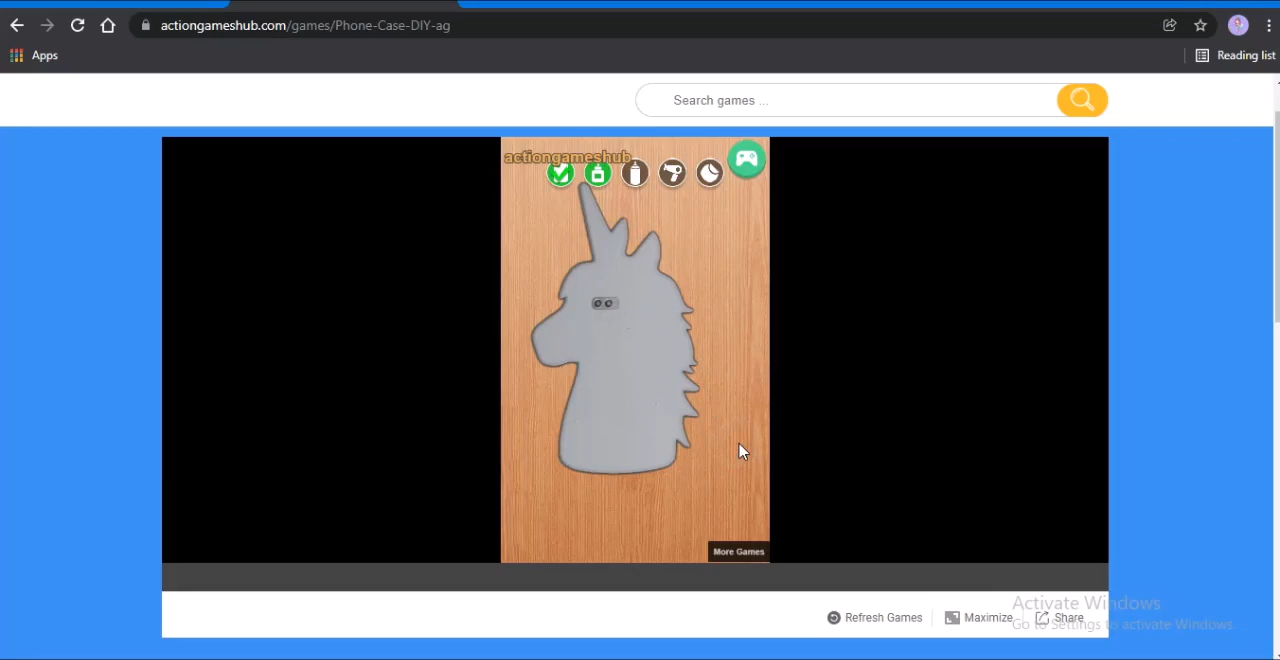 actiongameshub.com/games/Phone-Case-DIY-ag
Apps
Reading list
Search games ...
actiongameshub
More Games
Refresh Games
Maximize
Share
Activate Windows
Go to Settings to activate Windows.